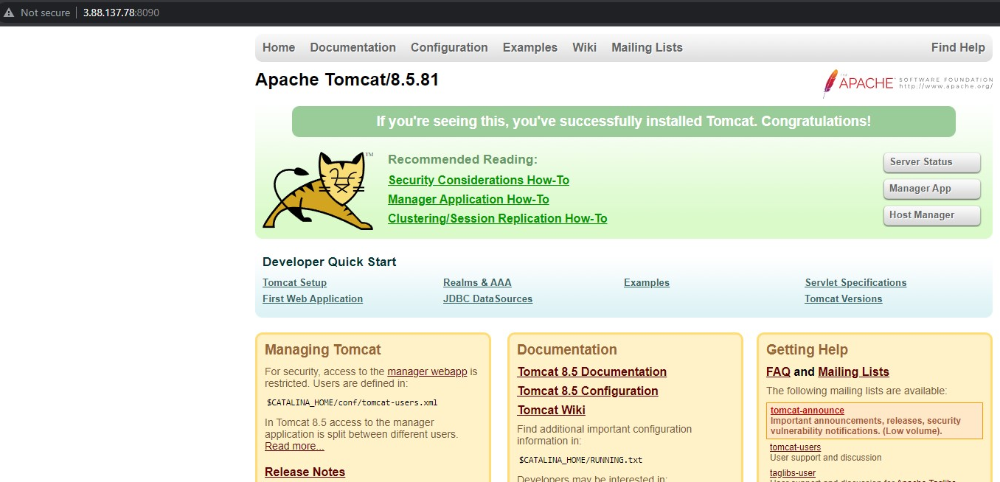 Not secure 3.88.137.78:8090
Home Documentation Configuration Examples Wiki Mailing Lists Find Help
Apache Tomcat/8.5.81
THE APACHE SOFTWARE FOUNDATION
http://www.apache.org/
If you're seeing this, you've successfully installed Tomcat. Congratulations!
TM
Recommended Reading:
Security Considerations How-To
Manager Application How-To
Clustering/Session Replication How-To
Server Status
Manager App
Host Manager
Developer Quick Start
Tomcat Setup
First Web Application
Realms & AAA
JDBC DataSources
Examples
Servlet Specifications
Tomcat Versions
Managing Tomcat
For security, access to the manager webapp is
restricted. Users are defined in:
$CATALINA_HOME/conf/tomcat-users.xml
In Tomcat 8.5 access to the manager
application is split between different users.
Read more...
Release Notes
Documentation
Tomcat 8.5 Documentation
Tomcat 8.5 Configuration
Tomcat Wiki
Find additional important configuration
information in:
$CATALINA_HOME/RUNNING.txt
Developers may be interested in:
Getting Help
FAQ and Mailing Lists
The following mailing lists are available:
tomcat-announce
Important announcements, releases, security
vulnerability notifications. (Low volume).
tomcat-users
User support and discussion
taglibs-user
User support and discussion for Apache Taglibs